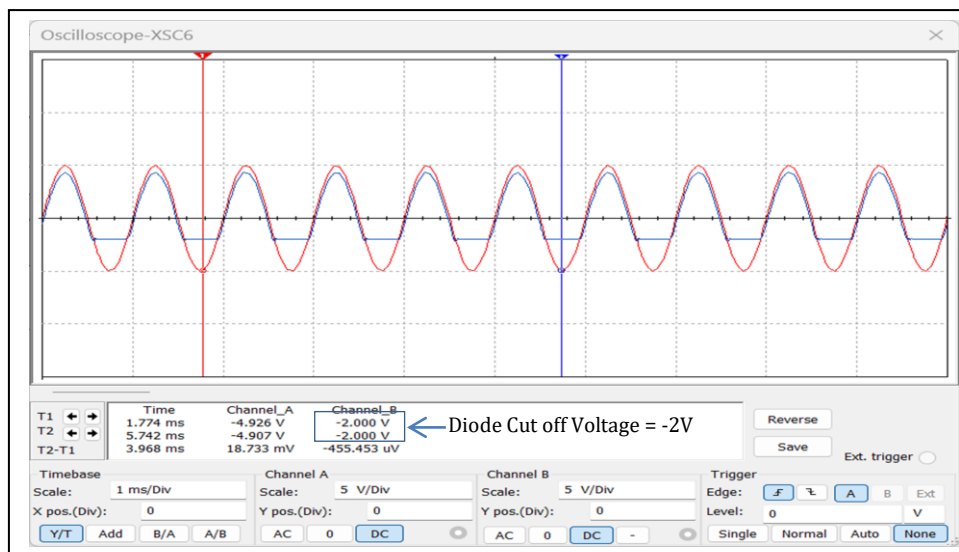 Oscilloscope-XSC6
1
Time Channel_A Channel_B
T1 1.774 ms -4.926 V -2.000 V
T2 5.742 ms -4.907 V -2.000 V
T2-T1 3.968 ms 18.733 mV -455.453 uV
Diode Cut off Voltage = -2V
Reverse
Save
Ext. trigger
Timebase Channel A Channel B Trigger
Scale: 1 ms/Div Scale: 5 V/Div Scale: 5 V/Div Edge: A B Ext
X pos.(Div): 0 Y pos.(Div): 0 Y pos.(Div): 0 Level: 0 V
Y/T Add B/A A/B AC 0 DC AC 0 DC - Single Normal Auto None